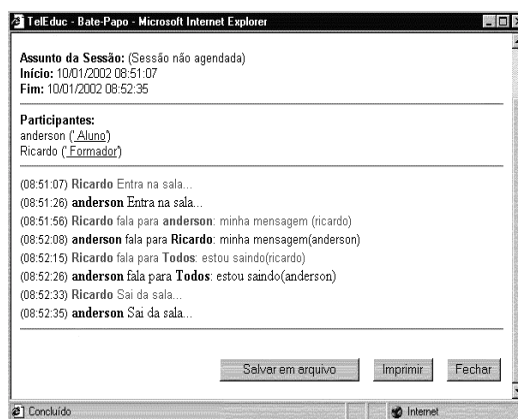 TelEduc - Bate-Papo - Microsoft Internet Explorer
Assunto da Sessão: (Sessão não agendada)
Início: 10/01/2002 08:51:07
Fim: 10/01/2002 08:52:35
Participantes:
anderson (' Aluno')
Ricardo (' Formador')
(08:51:07) Ricardo Entra na sala...
(08:51:26) anderson Entra na sala...
(08:51:56) Ricardo fala para anderson: minha mensagem (ricardo)
(08:52:08) anderson fala para Ricardo: minha mensagem(anderson)
(08:52:15) Ricardo fala para Todos: estou saindo(ricardo)
(08:52:26) anderson fala para Todos: estou saindo(anderson)
(08:52:33) Ricardo Sai da sala...
(08:52:35) anderson Sai da sala...
Salvar em arquivo Imprimir Fechar
Concluído Internet